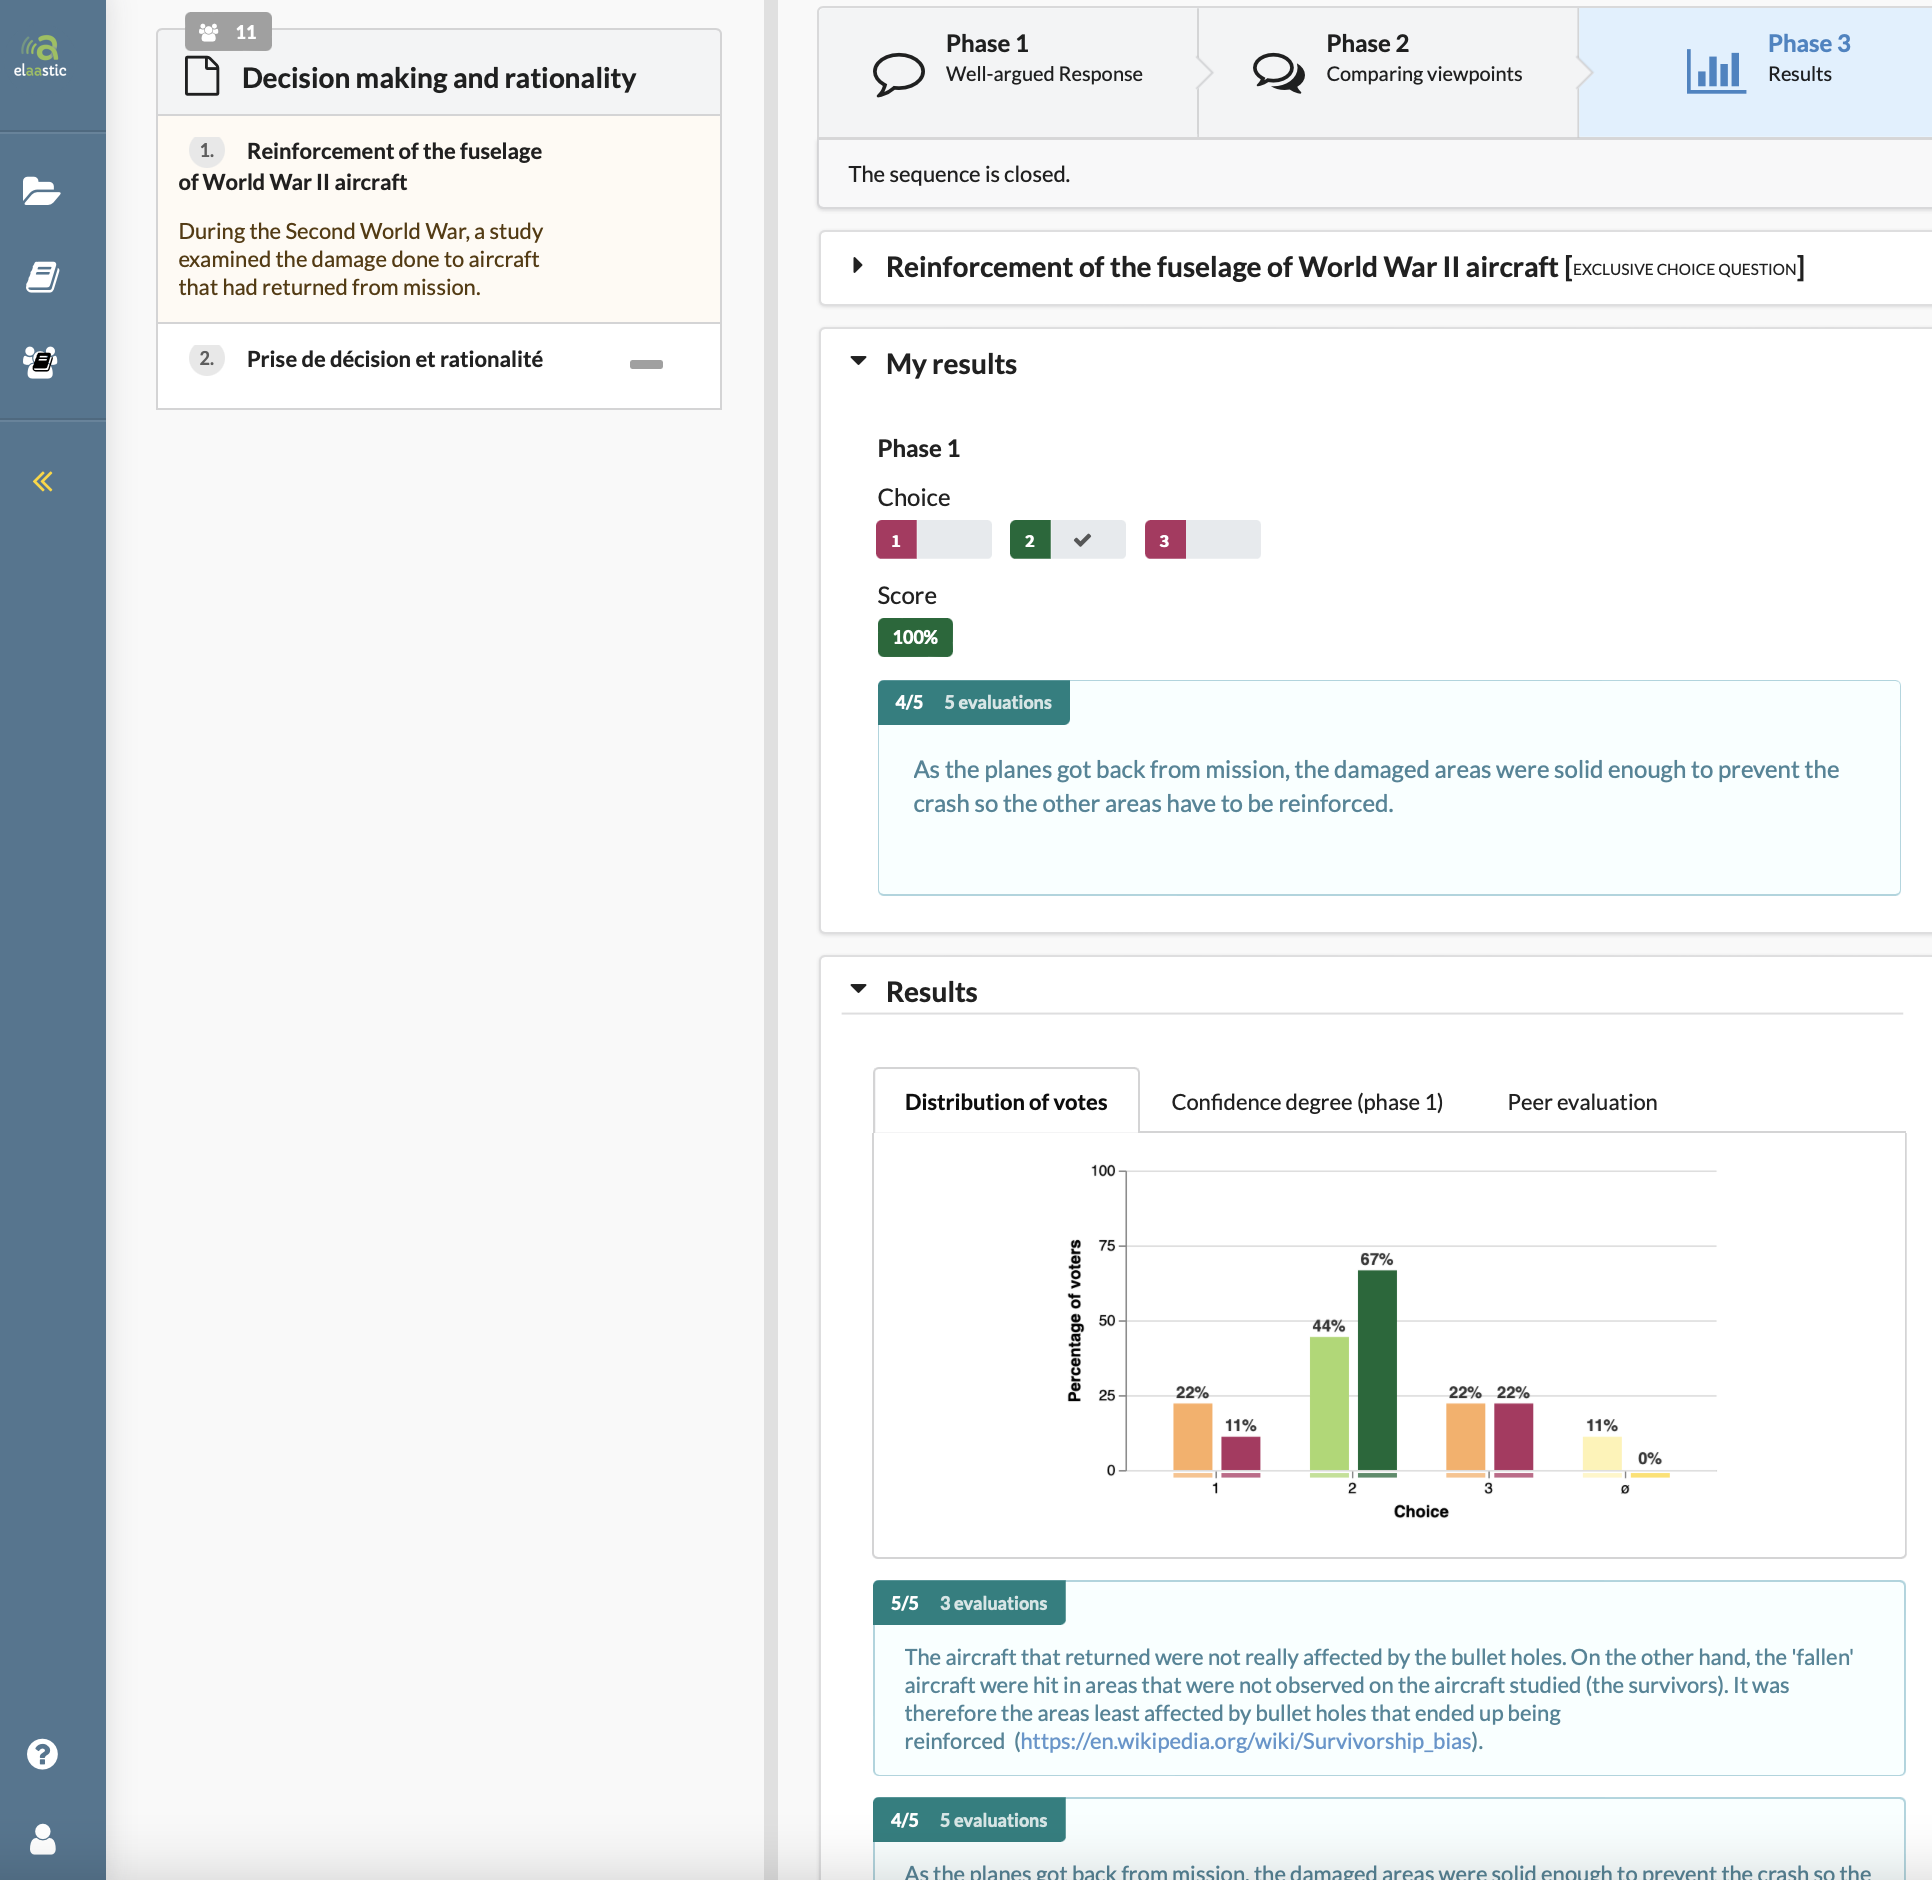 elaastic
11
Decision making and rationality
1. Reinforcement of the fuselage
of World War II aircraft
During the Second World War, a study
examined the damage done to aircraft
that had returned from mission.
2. Prise de décision et rationalité
Phase 1
Well-argued Response
Phase 2
Comparing viewpoints
Phase 3
Results
The sequence is closed.
Reinforcement of the fuselage of World War II aircraft [EXCLUSIVE CHOICE QUESTION]
My results
Phase 1
Choice
1 2 3
Score
100%
4/5 5 evaluations
As the planes got back from mission, the damaged areas were solid enough to prevent the
crash so the other areas have to be reinforced.
Results
Distribution of votes Confidence degree (phase 1) Peer evaluation
Percentage of voters
100
75
50
25
0
22% 11% 44% 67% 22% 22% 11% 0%
1 2 3 ø
Choice
5/5 3 evaluations
The aircraft that returned were not really affected by the bullet holes. On the other hand, the 'fallen'
aircraft were hit in areas that were not observed on the aircraft studied (the survivors). It was
therefore the areas least affected by bullet holes that ended up being
reinforced (https://en.wikipedia.org/wiki/Survivorship_bias).
4/5 5 evaluations
As the planes got back from mission, the damaged areas were solid enough to prevent the crash so the